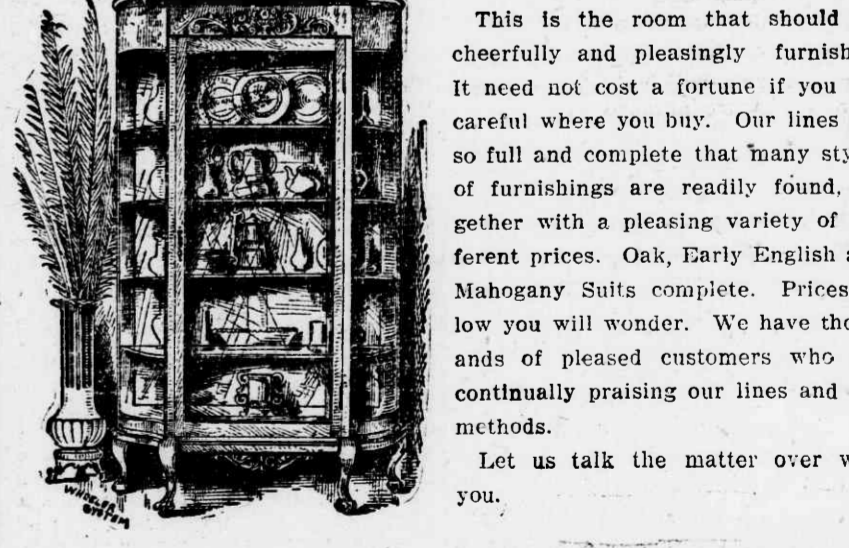 This is the room that should
cheerfully and pleasingly furnish
It need not cost a fortune if you
careful where you buy. Our lines
so full and complete that many sty
of furnishings are readily found,
gether with a pleasing variety of
ferent prices. Oak, Early English a
Mahogany Suits complete. Prices
low you will wonder. We have tho
ands of pleased customers who
continually praising our lines and
methods.
Let us talk the matter over w
you.
WHEELER
SYSTEM